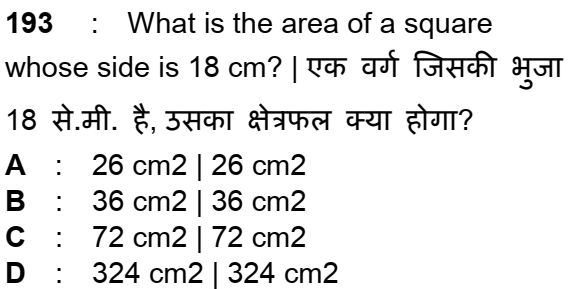 193 : What is the area of a square
whose side is 18 cm? | एक वर्ग जिसकी भुजा
18 से.मी. है, उसका क्षेत्रफल क्या होगा?
A : 26 cm2 | 26 cm2
B : 36 cm2 | 36 cm2
C : 72 cm2 | 72 cm2
D : 324 cm2 | 324 cm2